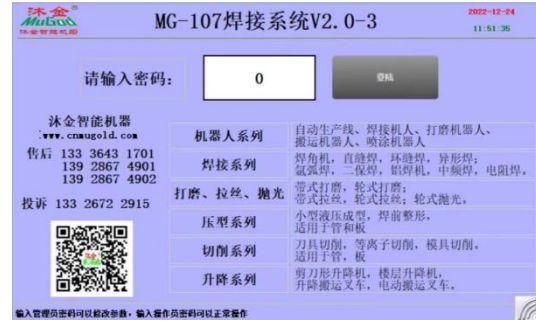 沐金®
MuGoo
沐金智能机器
MG-107焊接系统V2.0-3
2022-12-24
11:51:35
请输入密码：
0
登陆
沐金智能机器
www.cnmugold.com
售后 133 3643 1701
139 2867 4901
139 2867 4902
投诉 133 2672 2915
机器人系列
自动生产线、焊接机人、打磨机器人、
搬运机器人、喷涂机器人
焊接系列
焊角机，直缝焊，环缝焊，异形焊；
氩弧焊，二保焊，铝焊机，中频焊，电阻焊。
打磨、拉丝、抛光
带式打磨，轮式打磨；
带式拉丝，轮式拉丝；轮式抛光。
压型系列
小型液压成型，焊前整形，
适用于管和板
切削系列
刀具切削，等离子切削，模具切削。
适用于管，板
升降系列
剪刀形升降机，楼层升降机，
升降搬运叉车，电动搬运叉车。
沐金
输入管理员密码可以修改参数，输入操作员密码可以正常操作